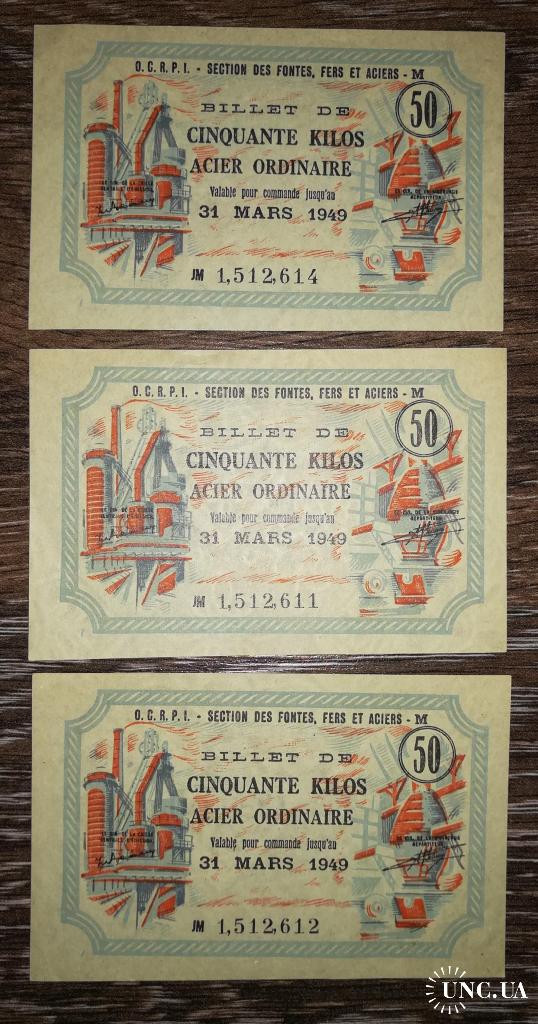 O.C.R.P.I. - SECTION DES FONTES, FERS ET ACIERS - M
50
BILLET DE
CINQUANTE KILOS
ACIER ORDINAIRE
Valable pour commande jusqu'au
31 MARS 1949
JM 1,512,614
O.C.R.P.I. - SECTION DES FONTES, FERS ET ACIERS - M
50
BILLET DE
CINQUANTE KILOS
ACIER ORDINAIRE
Valable pour commande jusqu'au
31 MARS 1949
JM 1,512,611
O.C.R.P.I. - SECTION DES FONTES, FERS ET ACIERS - M
50
BILLET DE
CINQUANTE KILOS
ACIER ORDINAIRE
Valable pour commande jusqu'au
31 MARS 1949
JM 1,512,612
UNC.UA